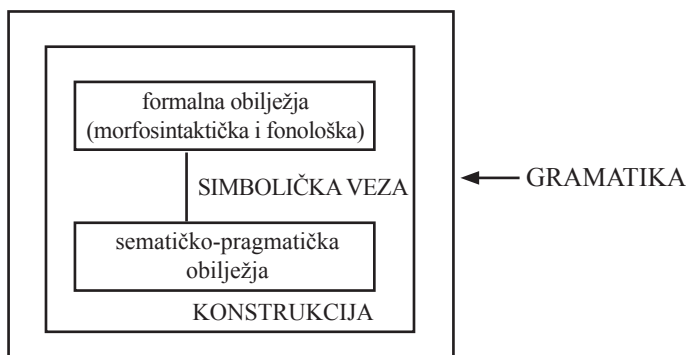 formalna obilježja
(morfosintaktička i fonološka)
SIMBOLIČKA VEZA
GRAMATIKA
sematičko-pragmatička
obilježja
KONSTRUKCIJA